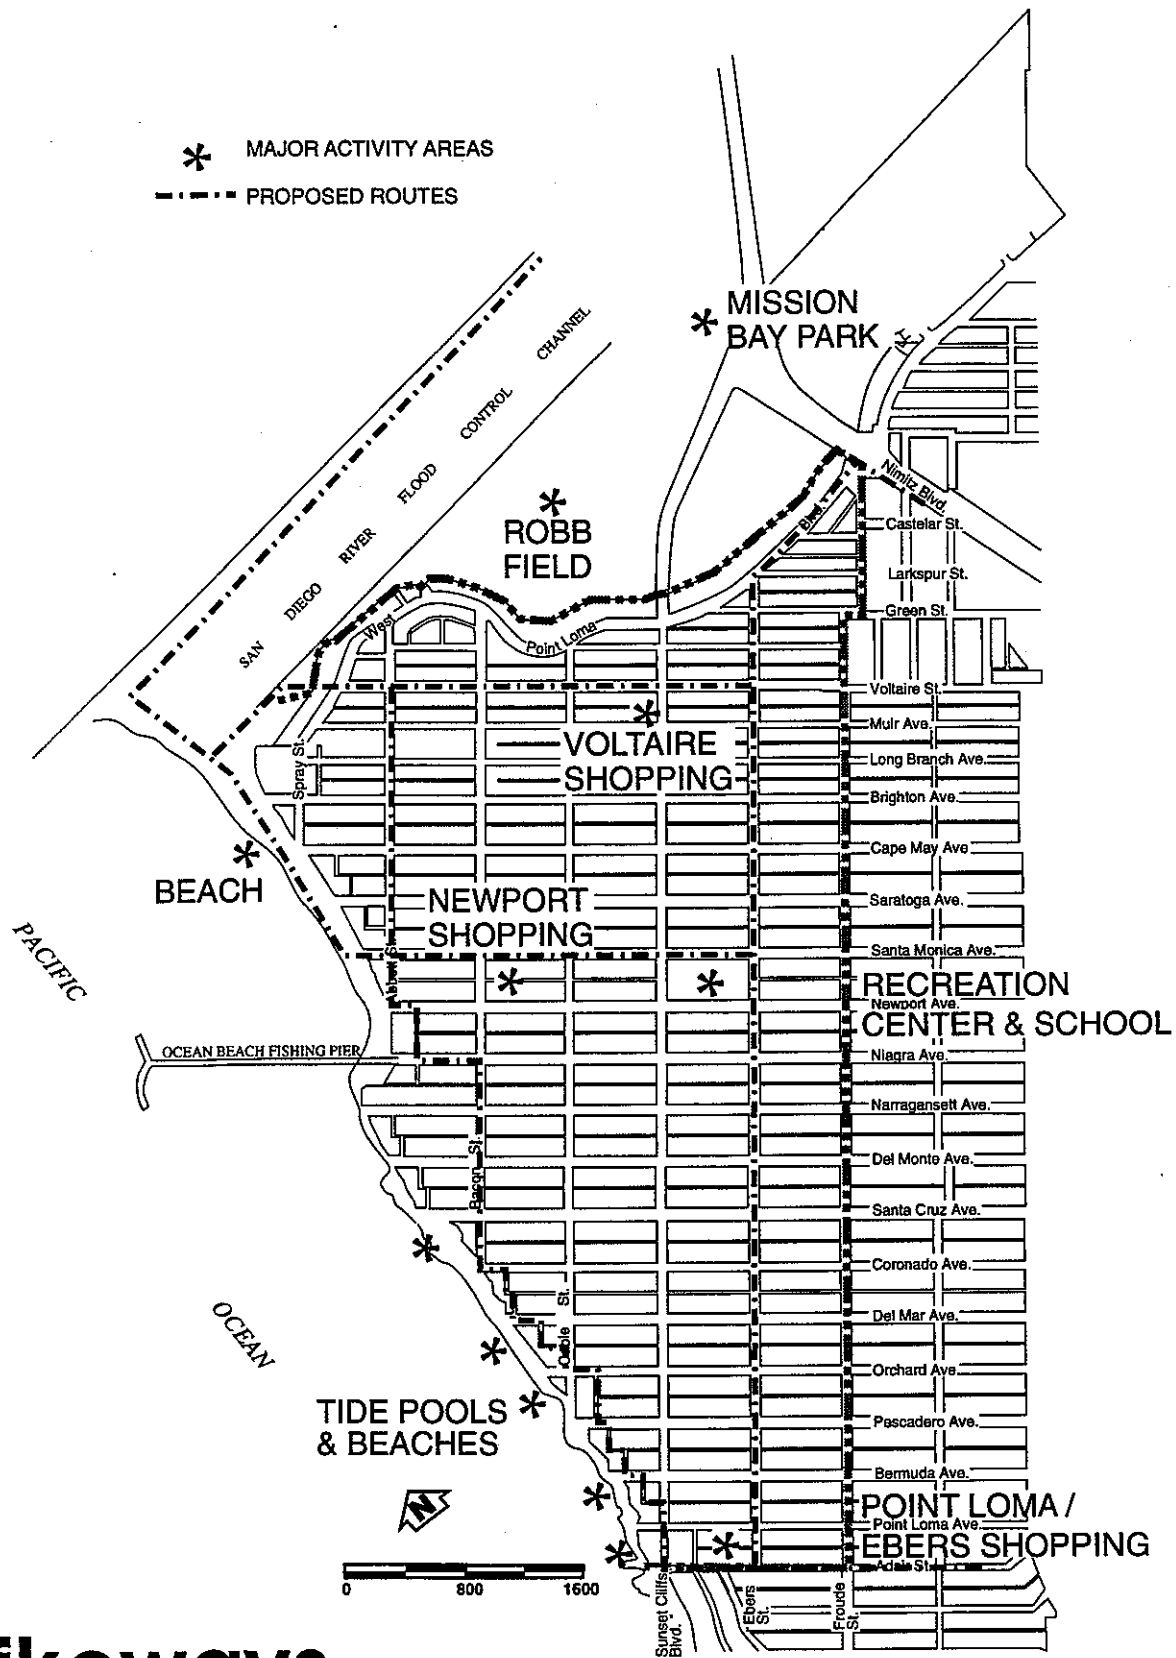 MAJOR ACTIVITY AREAS
PROPOSED ROUTES
MISSION
BAY PARK
SAN DIEGO RIVER FLOOD CONTROL CHANNEL
ROBB
FIELD
Nimitz Blvd.
Castelar St.
Larkspur St.
Green St.
West Point Loma Blvd.
Voltaire St.
Muir Ave.
VOLTAIRE
SHOPPING
Long Branch Ave.
Spray St.
Brighton Ave.
Cape May Ave
BEACH
NEWPORT
SHOPPING
Saratoga Ave.
Santa Monica Ave.
Abbott St.
RECREATION
Newport Ave.
CENTER & SCHOOL
PACIFIC
OCEAN BEACH FISHING PIER
Niagra Ave.
Narragansett Ave.
Bacon St.
Del Monte Ave.
Santa Cruz Ave.
Coronado Ave.
OCEAN
Cable St.
Del Mar Ave.
Orchard Ave.
TIDE POOLS
& BEACHES
Pescadero Ave.
Bermuda Ave.
N
POINT LOMA /
Point Loma Ave.
EBERS SHOPPING
Adair St.
0 800 1600
Sunset Cliffs
Blvd.
Ebers
St.
Froude
St.